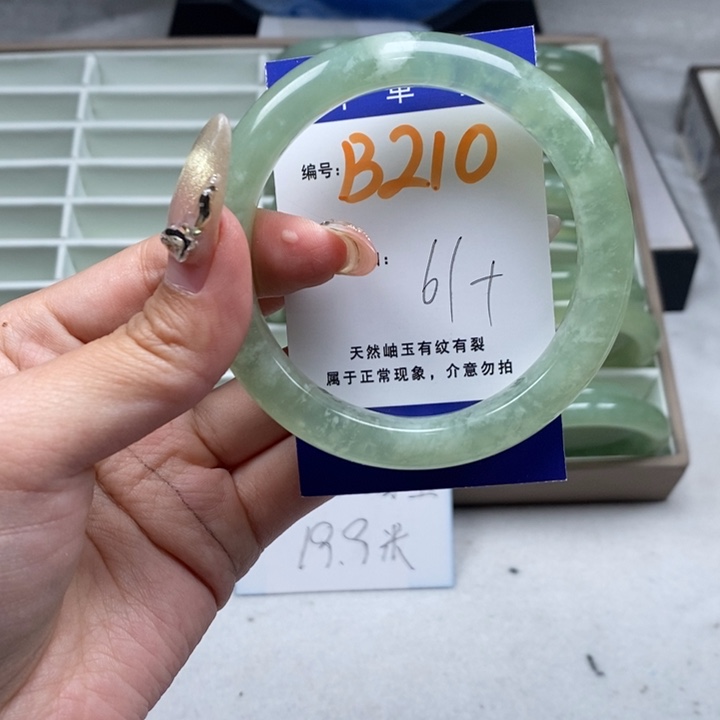 编号：B210
61+
天然岫玉有纹有裂
属于正常现象，介意勿拍
19.9米